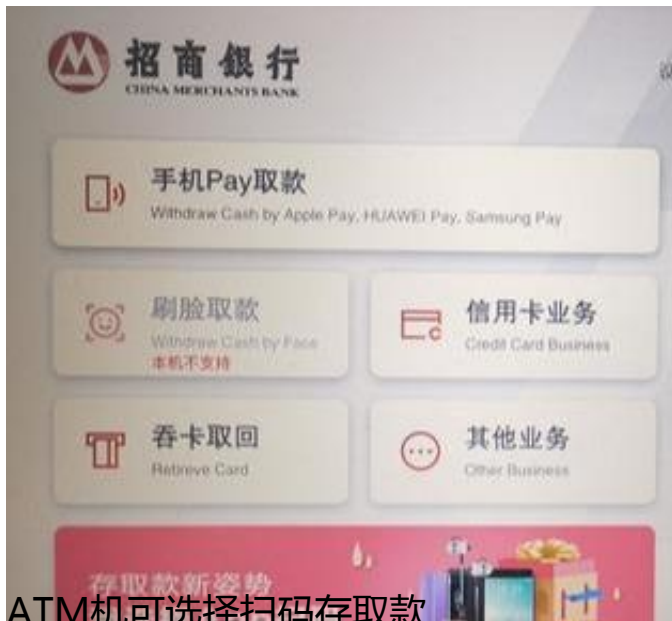 招商銀行
CHINA MERCHANTS BANK
手机Pay取款
Withdraw Cash by Apple Pay, HUAWEI Pay, Samsung Pay
刷脸取款
Withdraw Cash by Face
本机不支持
信用卡业务
Credit Card Business
吞卡取回
Retrieve Card
其他业务
Other Business
存取款新姿势
ATM机可选择扫码存取款